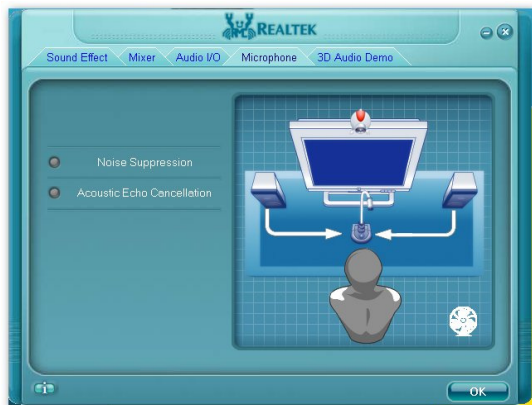 REALTEK
Sound Effect Mixer Audio I/O Microphone 3D Audio Demo
Noise Suppression
Acoustic Echo Cancellation
OK